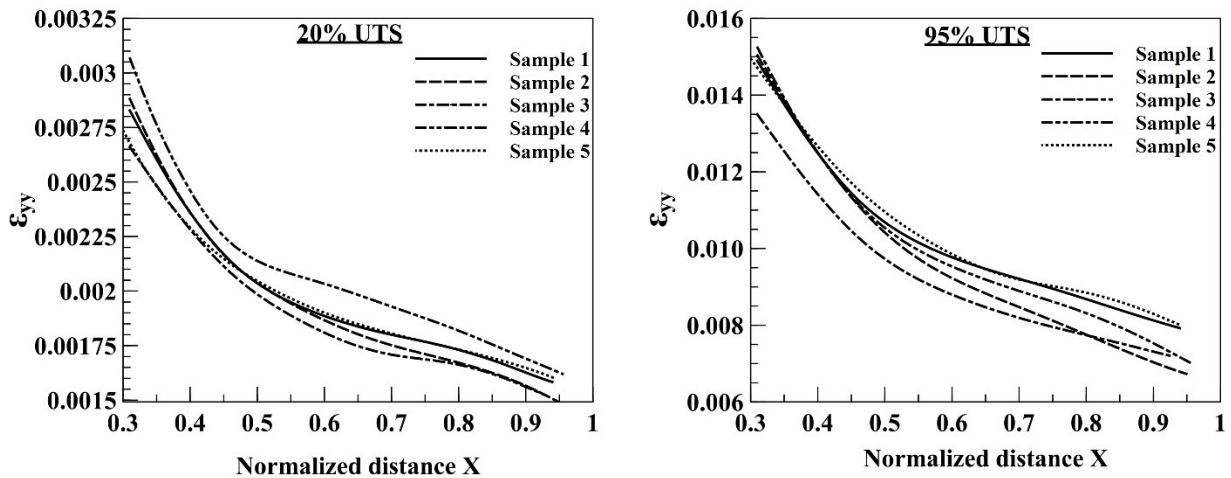 20% UTS
Sample 1
Sample 2
Sample 3
Sample 4
Sample 5
0.00325
0.003
0.00275
0.0025
0.00225
0.002
0.00175
0.0015
εyy
0.3 0.4 0.5 0.6 0.7 0.8 0.9 1
Normalized distance X
95% UTS
Sample 1
Sample 2
Sample 3
Sample 4
Sample 5
0.016
0.014
0.012
0.010
0.008
0.006
εyy
0.3 0.4 0.5 0.6 0.7 0.8 0.9 1
Normalized distance X